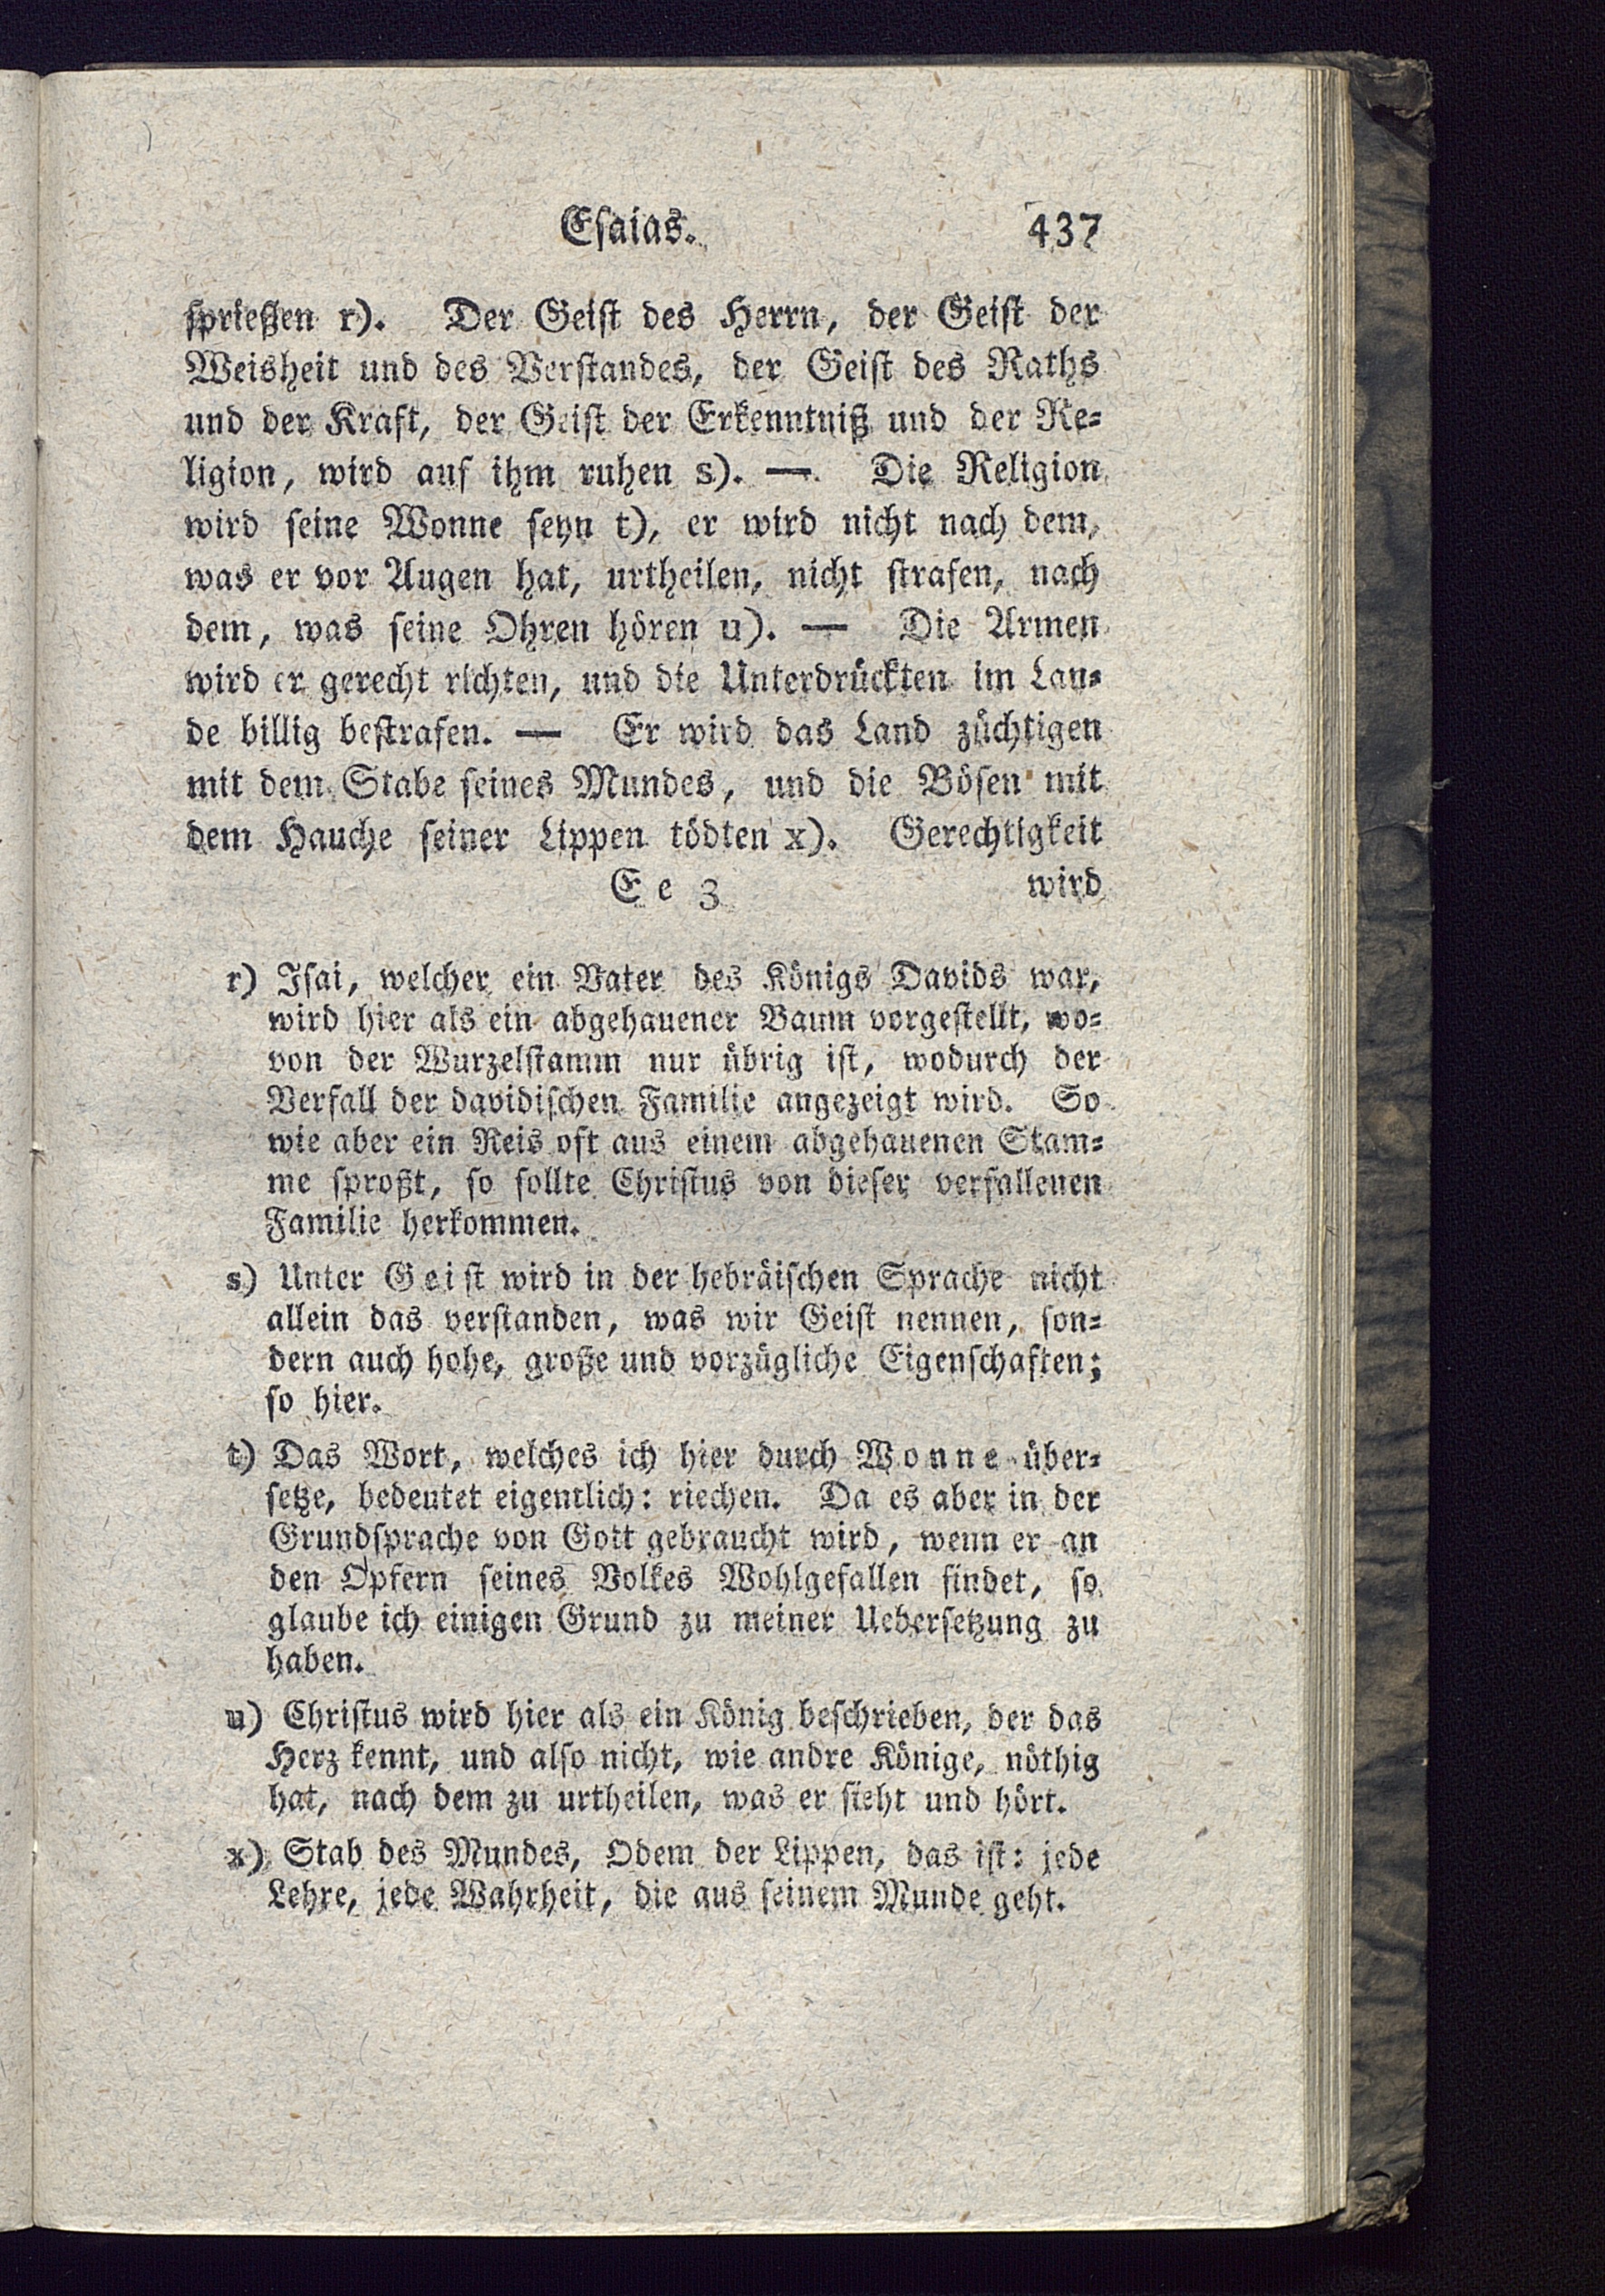 Esaias. 437
sprießen r). Der Geist des Herrn, der Geist der
Weisheit und des Verstandes, der Geist des Raths
und der Kraft, der Geist der Erkenntniß und der Re-
ligion, wird auf ihm ruhen s). — Die Religion
wird seine Wonne seyn t), er wird nicht nach dem,
was er vor Augen hat, urtheilen, nicht strafen, nach
dem, was seine Ohren hören u). — Die Armen
wird er gerecht richten, und die Unterdrückten im Lan-
de billig bestrafen. — Er wird das Land züchtigen
mit dem Stabe seines Mundes, und die Bösen mit
dem Hauche seiner Lippen tödten x). Gerechtigkeit
E e 3 wird
r) Isai, welcher ein Vater des Königs Davids war,
wird hier als ein abgehauener Baum vorgestellt, wo-
von der Wurzelstamm nur übrig ist, wodurch der
Verfall der davidischen Familie angezeigt wird. So
wie aber ein Reis oft aus einem abgehauenen Stam-
me sproßt, so sollte Christus von dieser verfallenen
Familie herkommen.
s) Unter Geist wird in der hebräischen Sprache nicht
allein das verstanden, was wir Geist nennen, son-
dern auch hohe, große und vorzügliche Eigenschaften;
so hier.
t) Das Wort, welches ich hier durch Wonne über-
setze, bedeutet eigentlich: riechen. Da es aber in der
Grundsprache von Gott gebraucht wird, wenn er an
den Opfern seines Volkes Wohlgefallen findet, so
glaube ich einigen Grund zu meiner Uebersetzung zu
haben.
u) Christus wird hier als ein König beschrieben, der das
Herz kennt, und also nicht, wie andre Könige, nöthig
hat, nach dem zu urtheilen, was er sieht und hört.
x) Stab des Mundes, Odem der Lippen, das ist: jede
Lehre, jede Wahrheit, die aus seinem Munde geht.